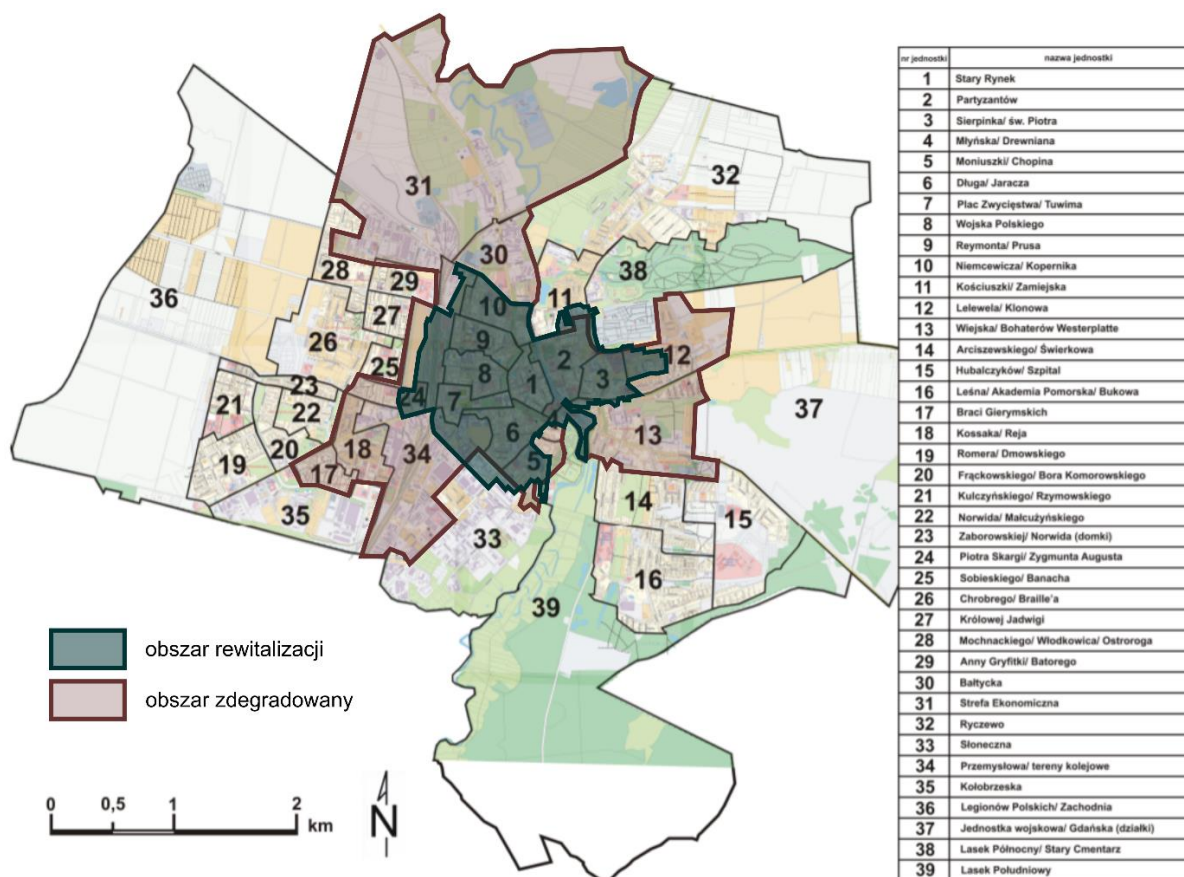 31
32
30
38
28
29
11
36
10
27
26
9
2
12
25
8
3
1
23
24
7
37
21
22
4
6
13
20
18
34
19
17
5
14
15
35
33
16
39
obszar rewitalizacji
obszar zdegradowany
0 0,5 1 2
km
N
nr jednostki nazwa jednostki
1 Stary Rynek
2 Partyzantów
3 Sierpinka/ św. Piotra
4 Młyńska/ Drewniana
5 Moniuszki/ Chopina
6 Długa/ Jaracza
7 Plac Zwycięstwa/ Tuwima
8 Wojska Polskiego
9 Reymonta/ Prusa
10 Niemcewicza/ Kopernika
11 Kościuszki/ Zamiejska
12 Lelewela/ Klonowa
13 Wiejska/ Bohaterów Westerplatte
14 Arciszewskiego/ Świerkowa
15 Hubalczyków/ Szpital
16 Leśna/ Akademia Pomorska/ Bukowa
17 Braci Gierymskich
18 Kossaka/ Reja
19 Romera/ Dmowskiego
20 Frąckowskiego/ Bora Komorowskiego
21 Kulczyńskiego/ Rzymowskiego
22 Norwida/ Małcużyńskiego
23 Zaborowskiej/ Norwida (domki)
24 Piotra Skargi/ Zygmunta Augusta
25 Sobieskiego/ Banacha
26 Chrobrego/ Braille'a
27 Królowej Jadwigi
28 Mochnackiego/ Włodkowica/ Ostroroga
29 Anny Gryfitki/ Batorego
30 Bałtycka
31 Strefa Ekonomiczna
32 Ryczewo
33 Słoneczna
34 Przemysłowa/ tereny kolejowe
35 Kołobrzeska
36 Legionów Polskich/ Zachodnia
37 Jednostka wojskowa/ Gdańska (działki)
38 Lasek Północny/ Stary Cmentarz
39 Lasek Południowy